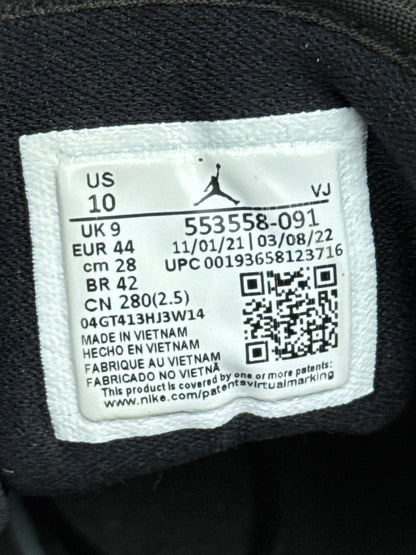 US
10
VJ
UK 9
553558-091
EUR 44
11/01/21 | 03/08/22
cm 28
UPC 00193658123716
BR 42
CN 280(2.5)
04GT413HJ3W14
MADE IN VIETNAM
HECHO EN VIETNAM
FABRIQUE AU VIETNAM
FABRICADO NO VIETNÃ
This product is covered by one or more patents:
www.nike.com/patentsvirtualmarking